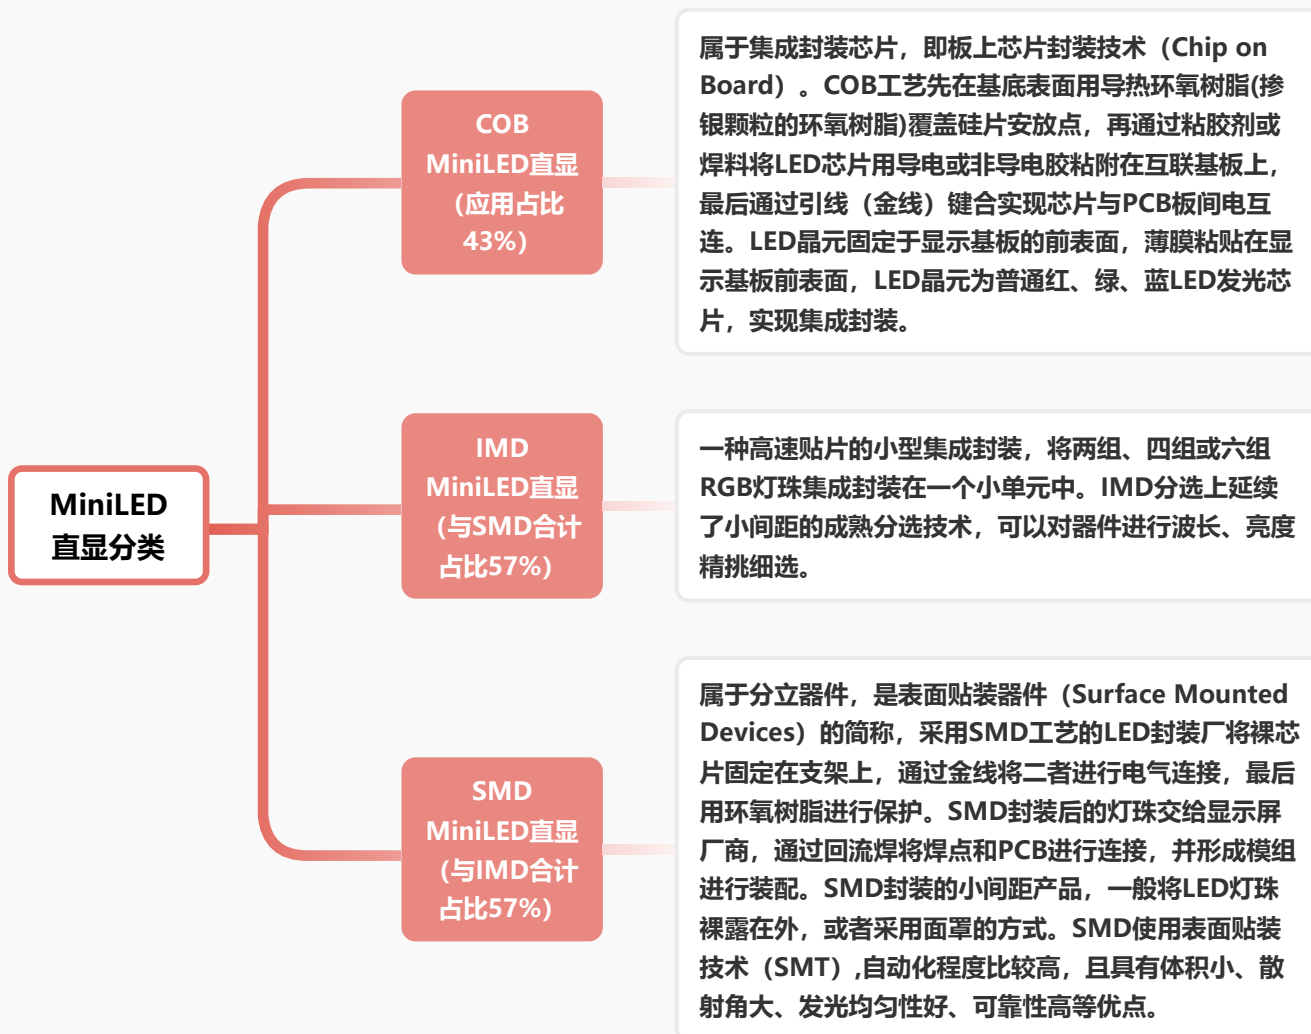 MiniLED
直显分类
COB
MiniLED直显
（应用占比
43%）
属于集成封装芯片，即板上芯片封装技术（Chip on
Board）。COB工艺先在基底表面用导热环氧树脂(掺
银颗粒的环氧树脂)覆盖硅片安放点，再通过粘胶剂或
焊料将LED芯片用导电或非导电胶粘附在互联基板上，
最后通过引线（金线）键合实现芯片与PCB板间电互
连。LED晶元固定于显示基板的前表面，薄膜粘贴在显
示基板前表面，LED晶元为普通红、绿、蓝LED发光芯
片，实现集成封装。
IMD
MiniLED直显
（与SMD合计
占比57%）
一种高速贴片的小型集成封装，将两组、四组或六组
RGB灯珠集成封装在一个小单元中。IMD分选上延续
了小间距的成熟分选技术，可以对器件进行波长、亮度
精挑细选。
SMD
MiniLED直显
（与IMD合计
占比57%）
属于分立器件，是表面贴装器件（Surface Mounted
Devices）的简称，采用SMD工艺的LED封装厂将裸芯
片固定在支架上，通过金线将二者进行电气连接，最后
用环氧树脂进行保护。SMD封装后的灯珠交给显示屏
厂商，通过回流焊将焊点和PCB进行连接，并形成模组
进行装配。SMD封装的小间距产品，一般将LED灯珠
裸露在外，或者采用面罩的方式。SMD使用表面贴装
技术（SMT）,自动化程度比较高，且具有体积小、散
射角大、发光均匀性好、可靠性高等优点。